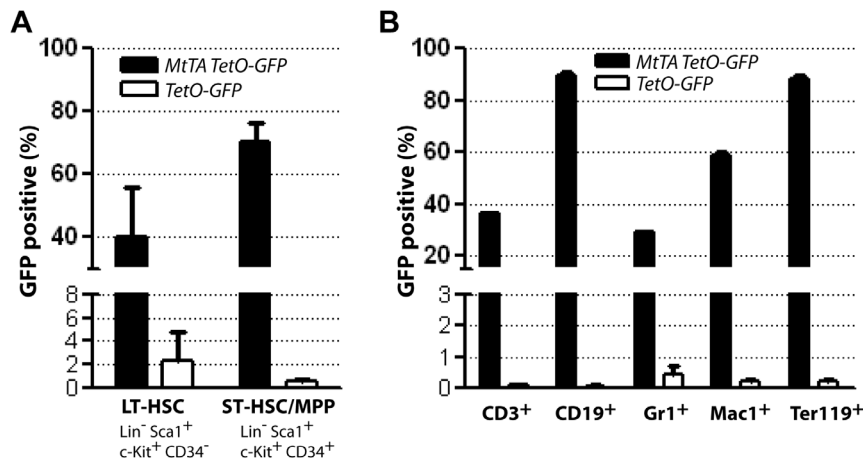 A
GFP positive (%)
100
80
60
40
8
6
4
2
0
MtTA TetO-GFP
TetO-GFP
LT-HSC
Lin⁻ Sca1⁺
c-Kit⁺ CD34⁻
ST-HSC/MPP
Lin⁻ Sca1⁺
c-Kit⁺ CD34⁺
B
GFP positive (%)
100
80
60
40
20
3
2
1
0
MtTA TetO-GFP
TetO-GFP
CD3⁺ CD19⁺ Gr1⁺ Mac1⁺ Ter119⁺